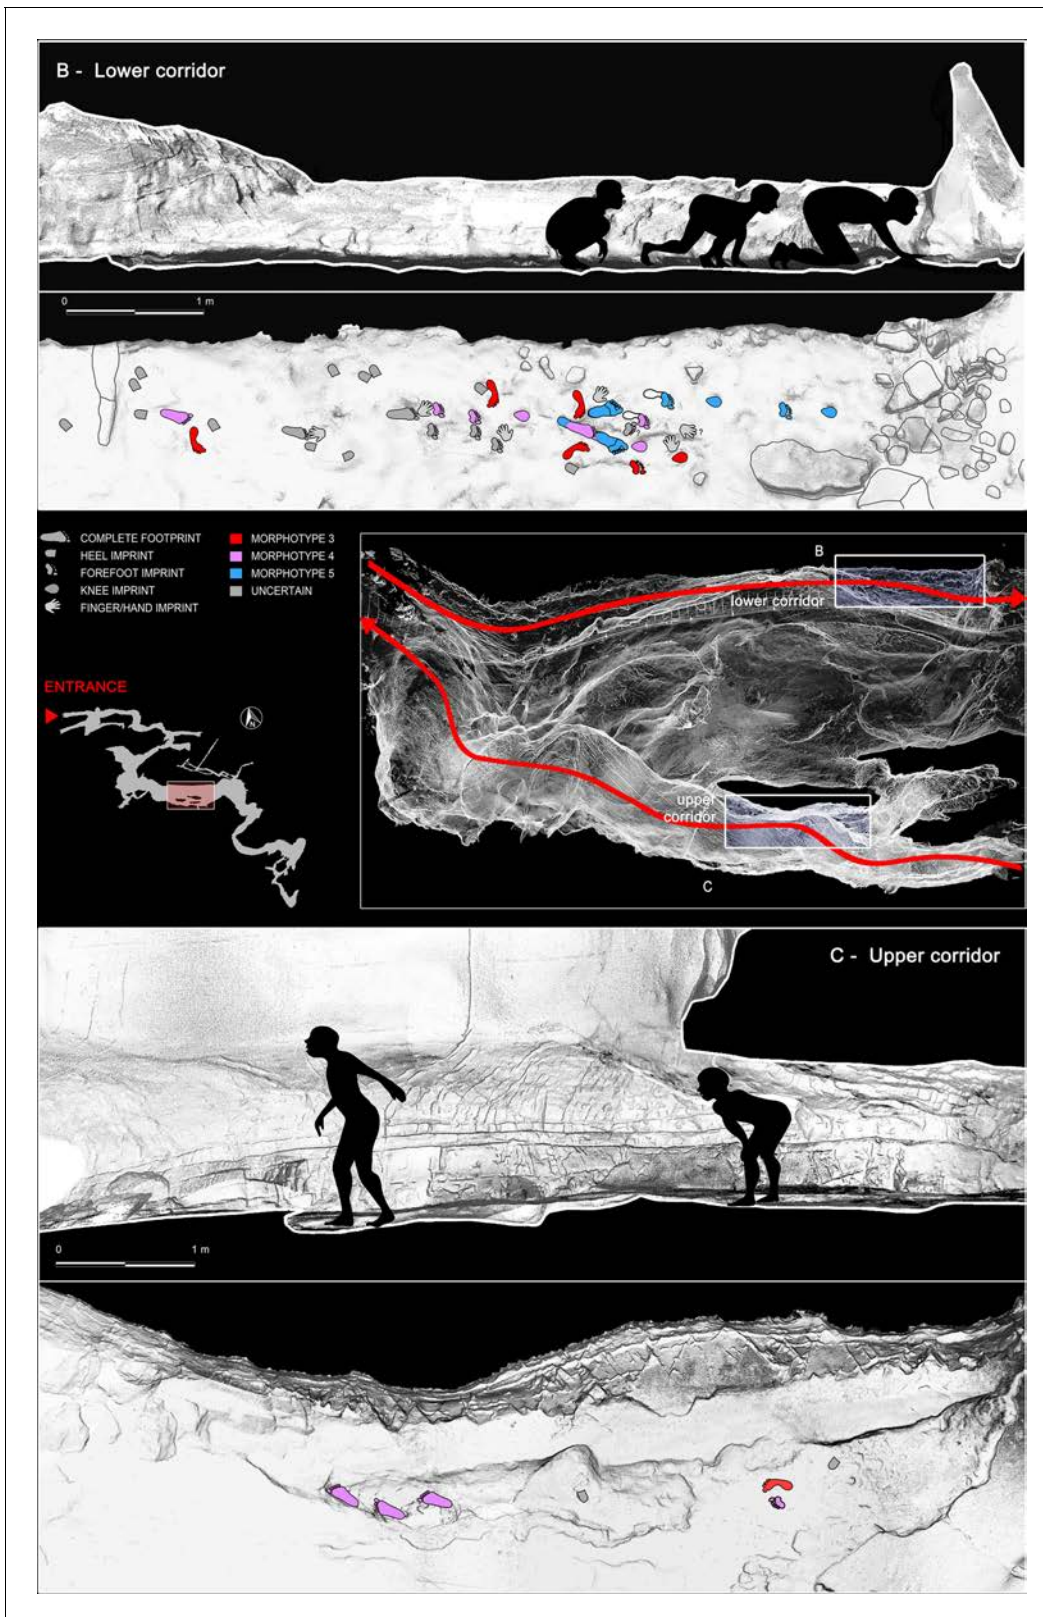 B - Lower corridor
0 1 m
?
?
COMPLETE FOOTPRINT
HEEL IMPRINT
FOREFOOT IMPRINT
KNEE IMPRINT
FINGER/HAND IMPRINT
MORPHOTYPE 3
MORPHOTYPE 4
MORPHOTYPE 5
UNCERTAIN
ENTRANCE
N
B
lower corridor
upper
corridor
C
C - Upper corridor
0 1 m